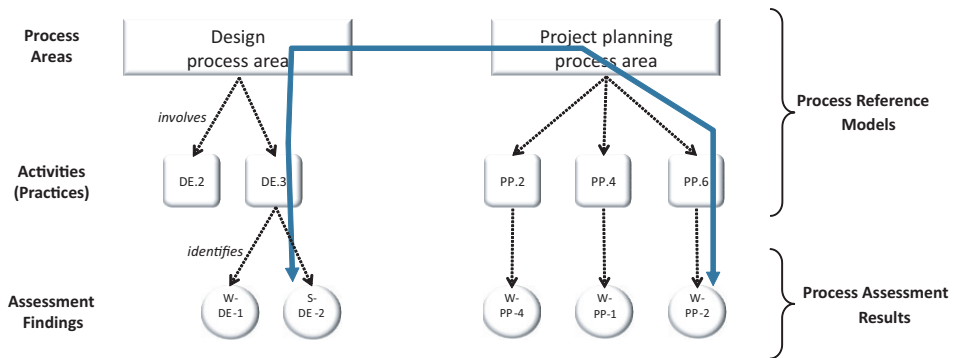 Process
Areas
Design
process area
Project planning
process area
Process Reference
Models
involves
Activities
(Practices)
DE.2
DE.3
PP.2
PP.4
PP.6
identifies
Assessment
Findings
W-
DE-1
S-
DE-2
W-
PP-4
W-
PP-1
W-
PP-2
Process Assessment
Results